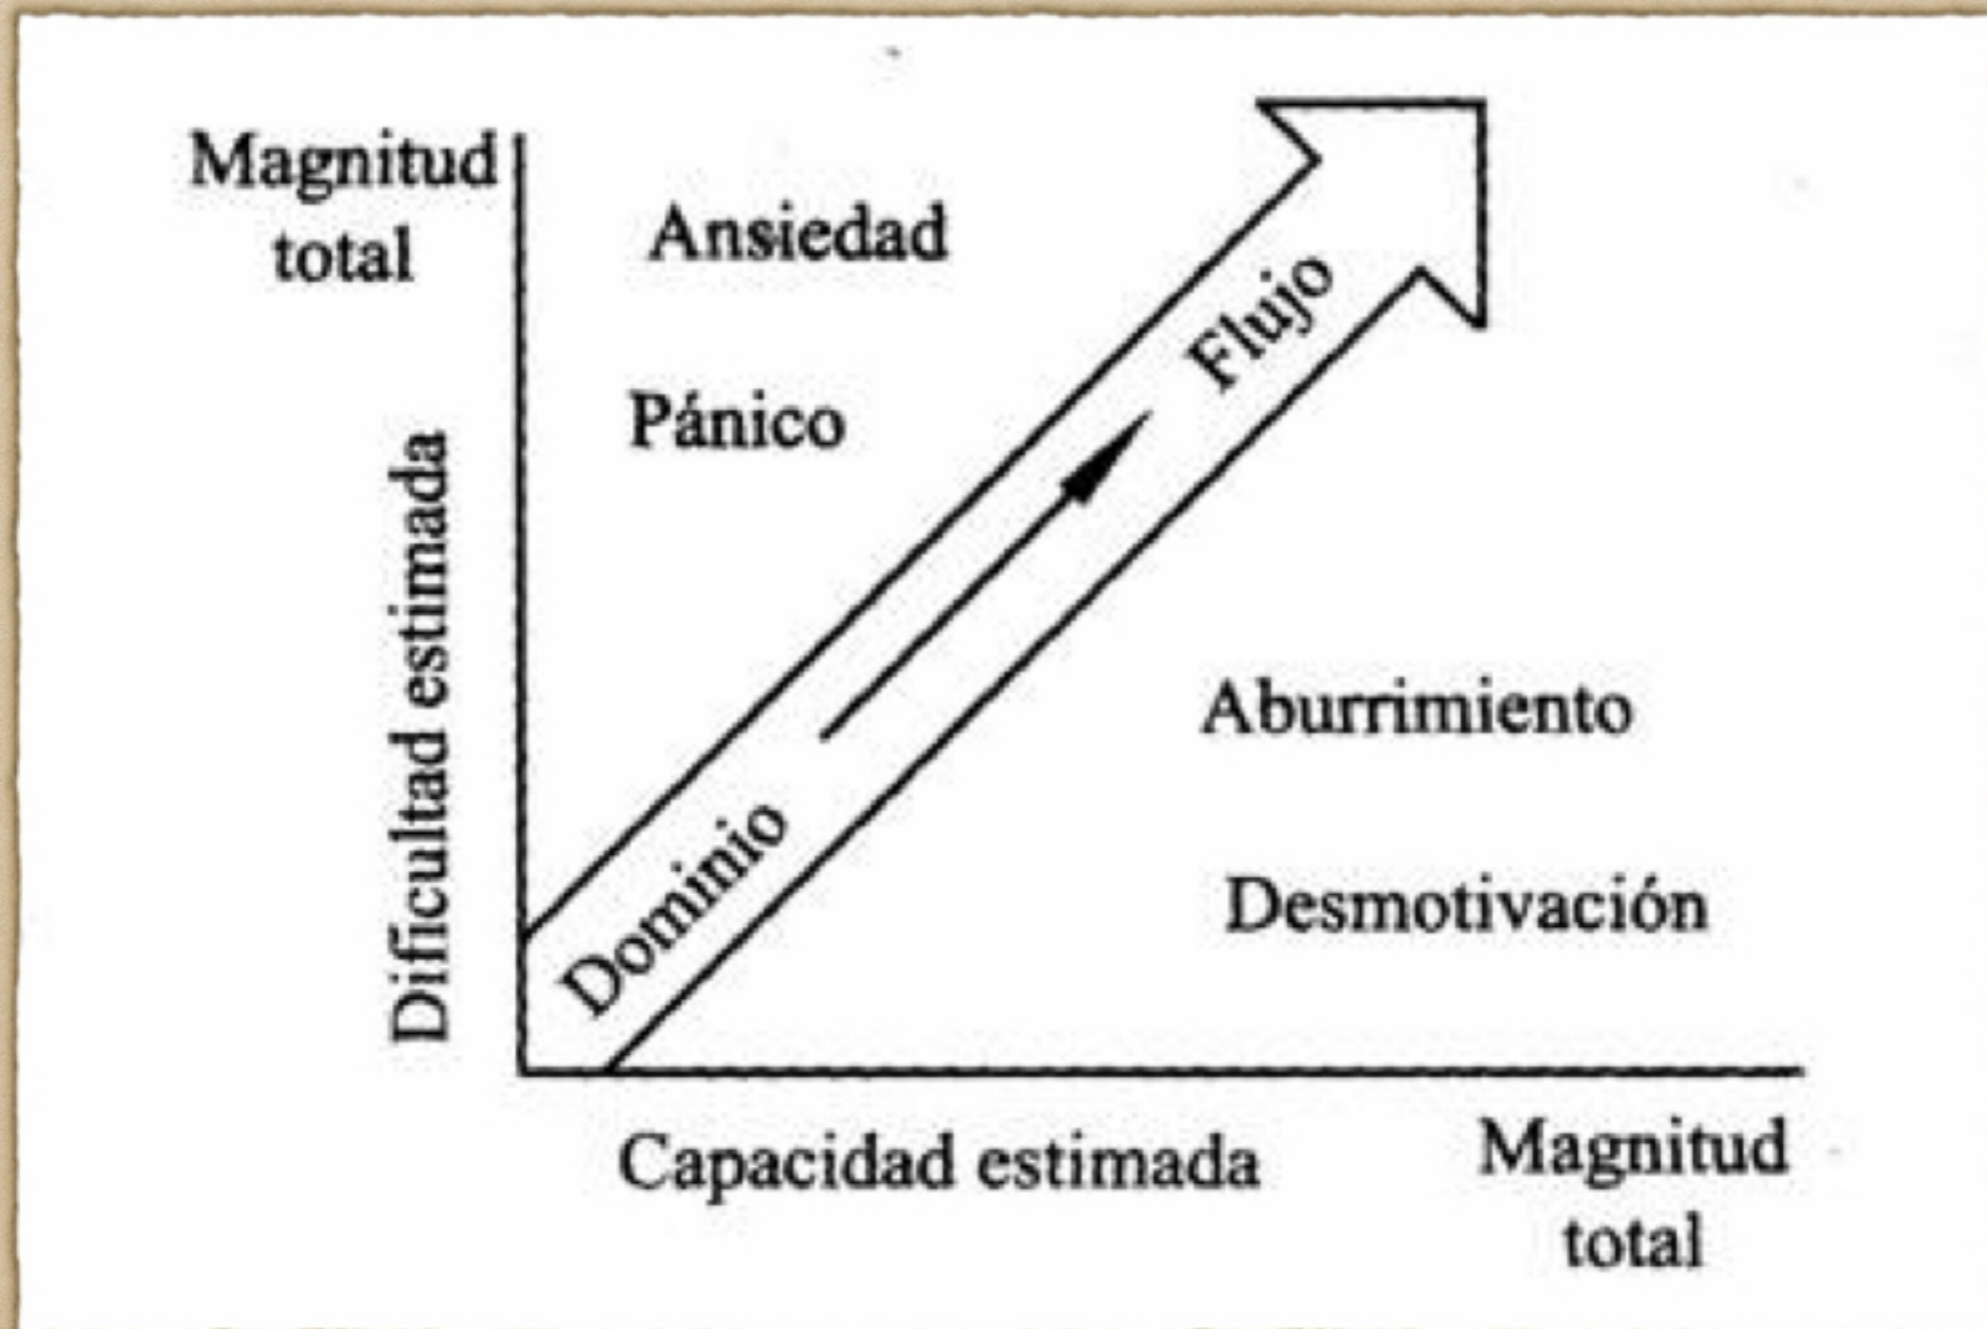 Magnitud
total
Ansiedad
Pánico
Flujo
Dificultad estimada
Dominio
Aburrimiento
Desmotivación
Capacidad estimada
Magnitud
total